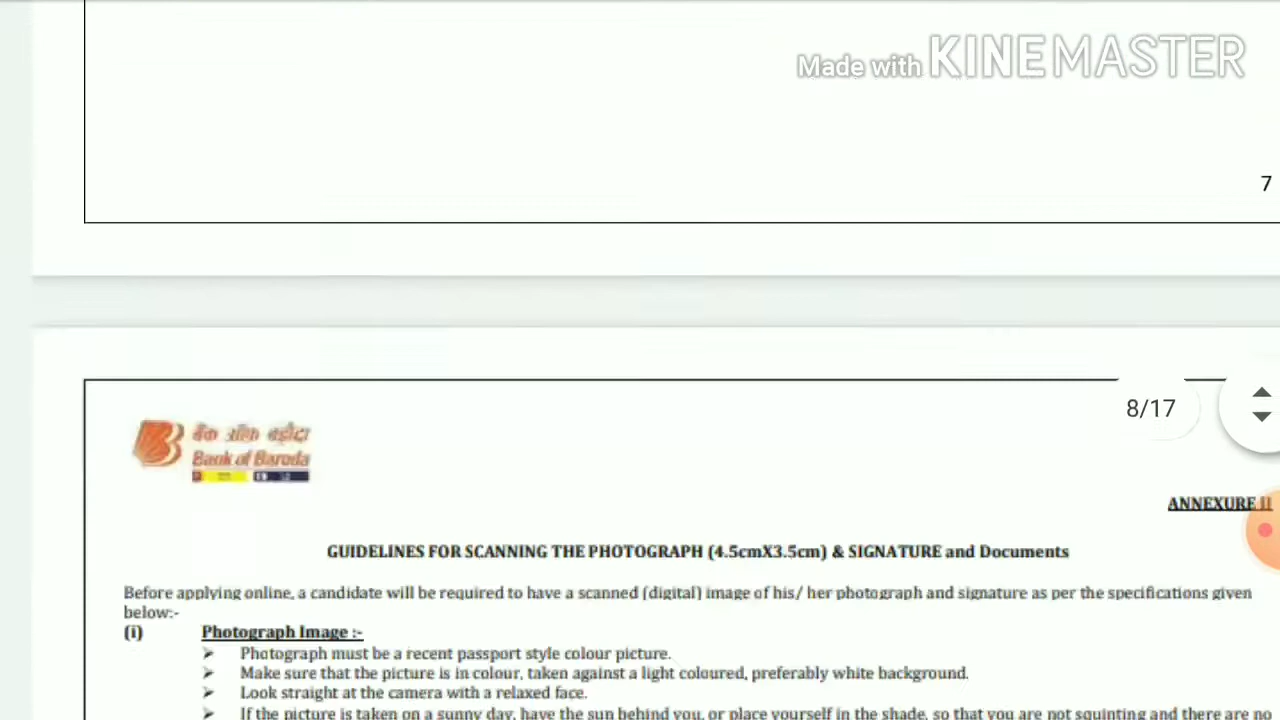 Made with KINEMASTER
7
8/17
बैंक ऑफ़ बड़ौदा
Bank of Baroda
ANNEXURE II
GUIDELINES FOR SCANNING THE PHOTOGRAPH (4.5cmX3.5cm) & SIGNATURE and Documents
Before applying online, a candidate will be required to have a scanned (digital) image of his/ her photograph and signature as per the specifications given
below:-
(i) Photograph Image :-
➢ Photograph must be a recent passport style colour picture.
➢ Make sure that the picture is in colour, taken against a light coloured, preferably white background.
➢ Look straight at the camera with a relaxed face.
➢ If the picture is taken on a sunny day, have the sun behind you, or place yourself in the shade, so that you are not squinting and there are no